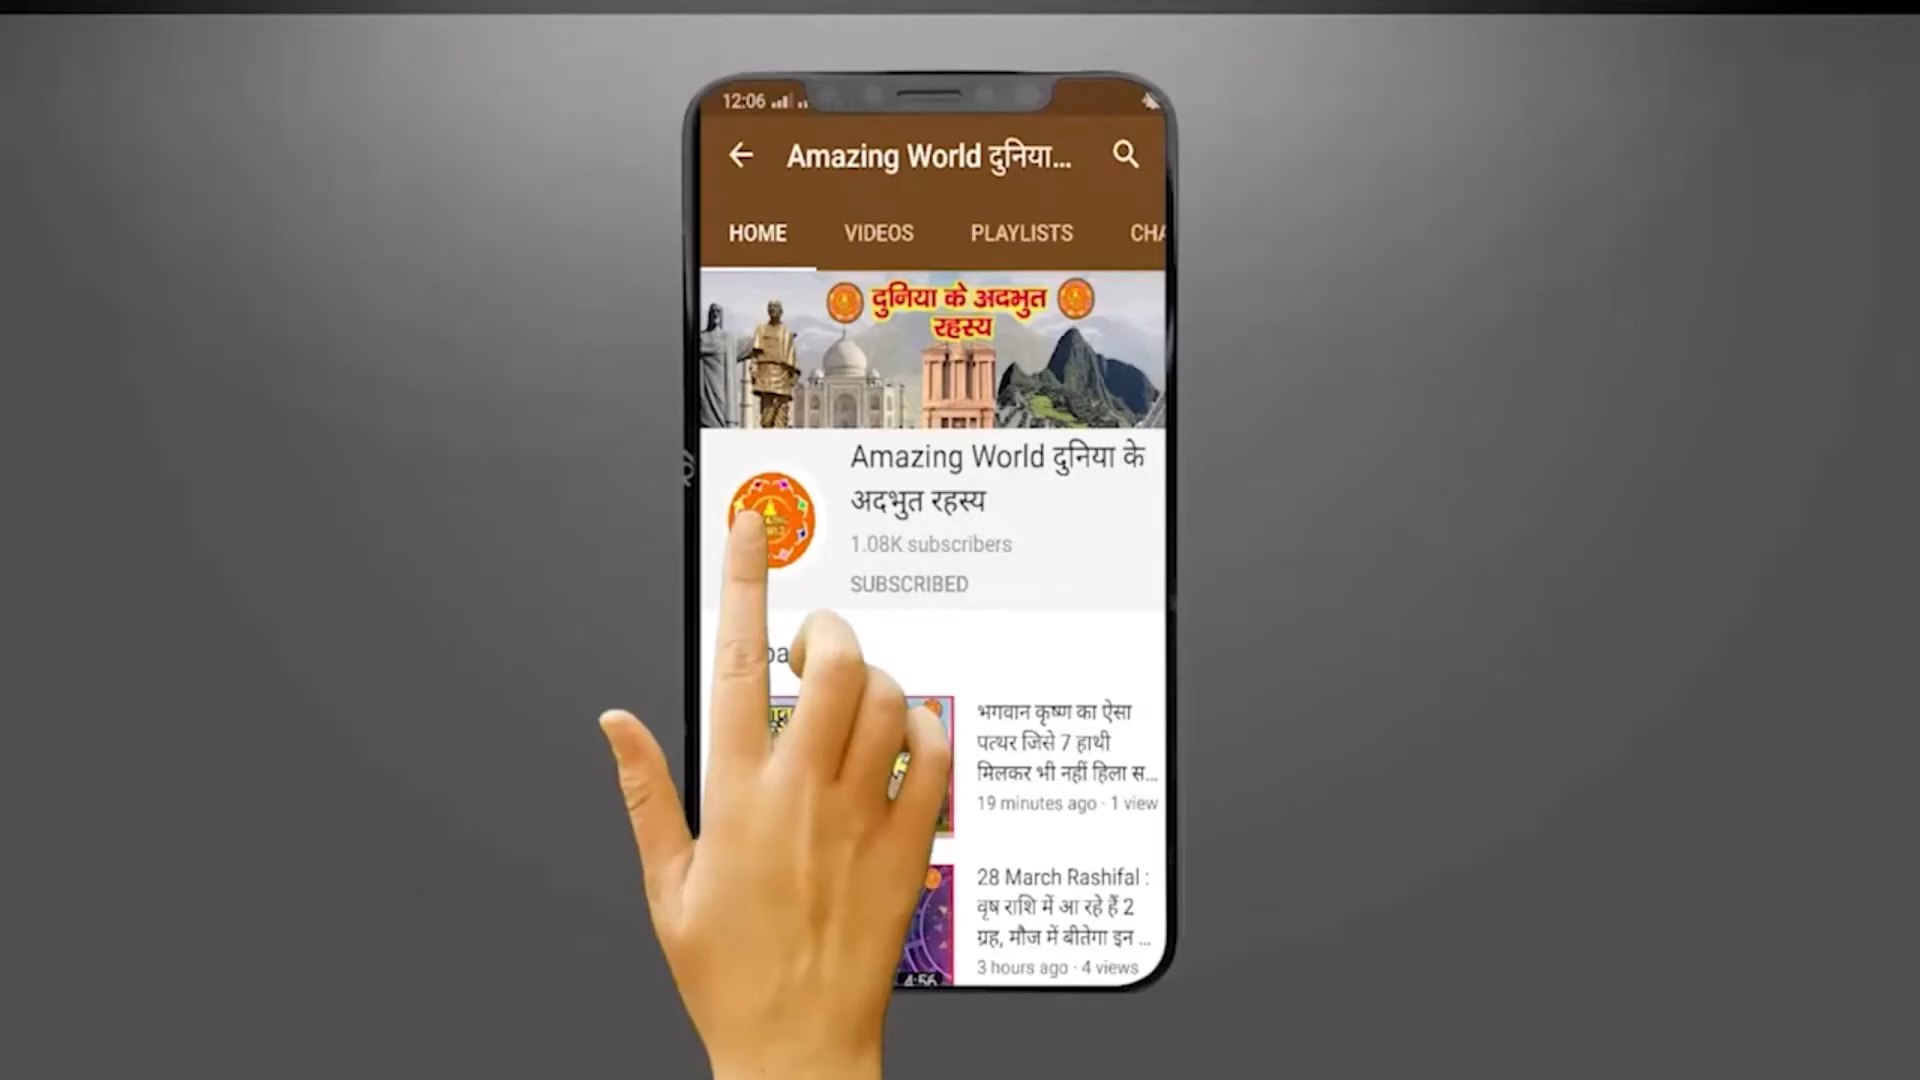 12:06
Amazing World दुनिया...
HOME VIDEOS PLAYLISTS CHA
दुनिया के अदभुत
रहस्य
Amazing World दुनिया के
अदभुत रहस्य
1.08K subscribers
SUBSCRIBED
भगवान कृष्ण का ऐसा
पत्थर जिसे 7 हाथी
मिलकर भी नहीं हिला स...
19 minutes ago · 1 view
28 March Rashifal :
वृष राशि में आ रहे हैं 2
ग्रह, मौज में बीतेगा इन ...
3 hours ago · 4 views
4:56